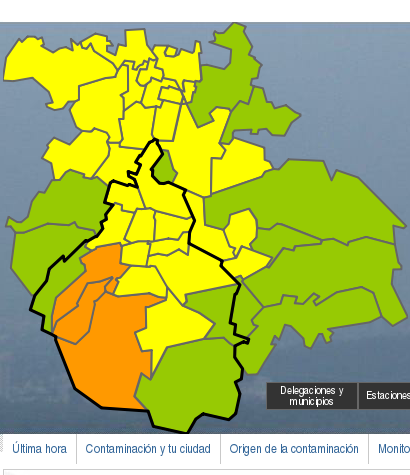 Delegaciones y
municipios
Estaciones
Última hora
Contaminación y tu ciudad
Origen de la contaminación
Monito